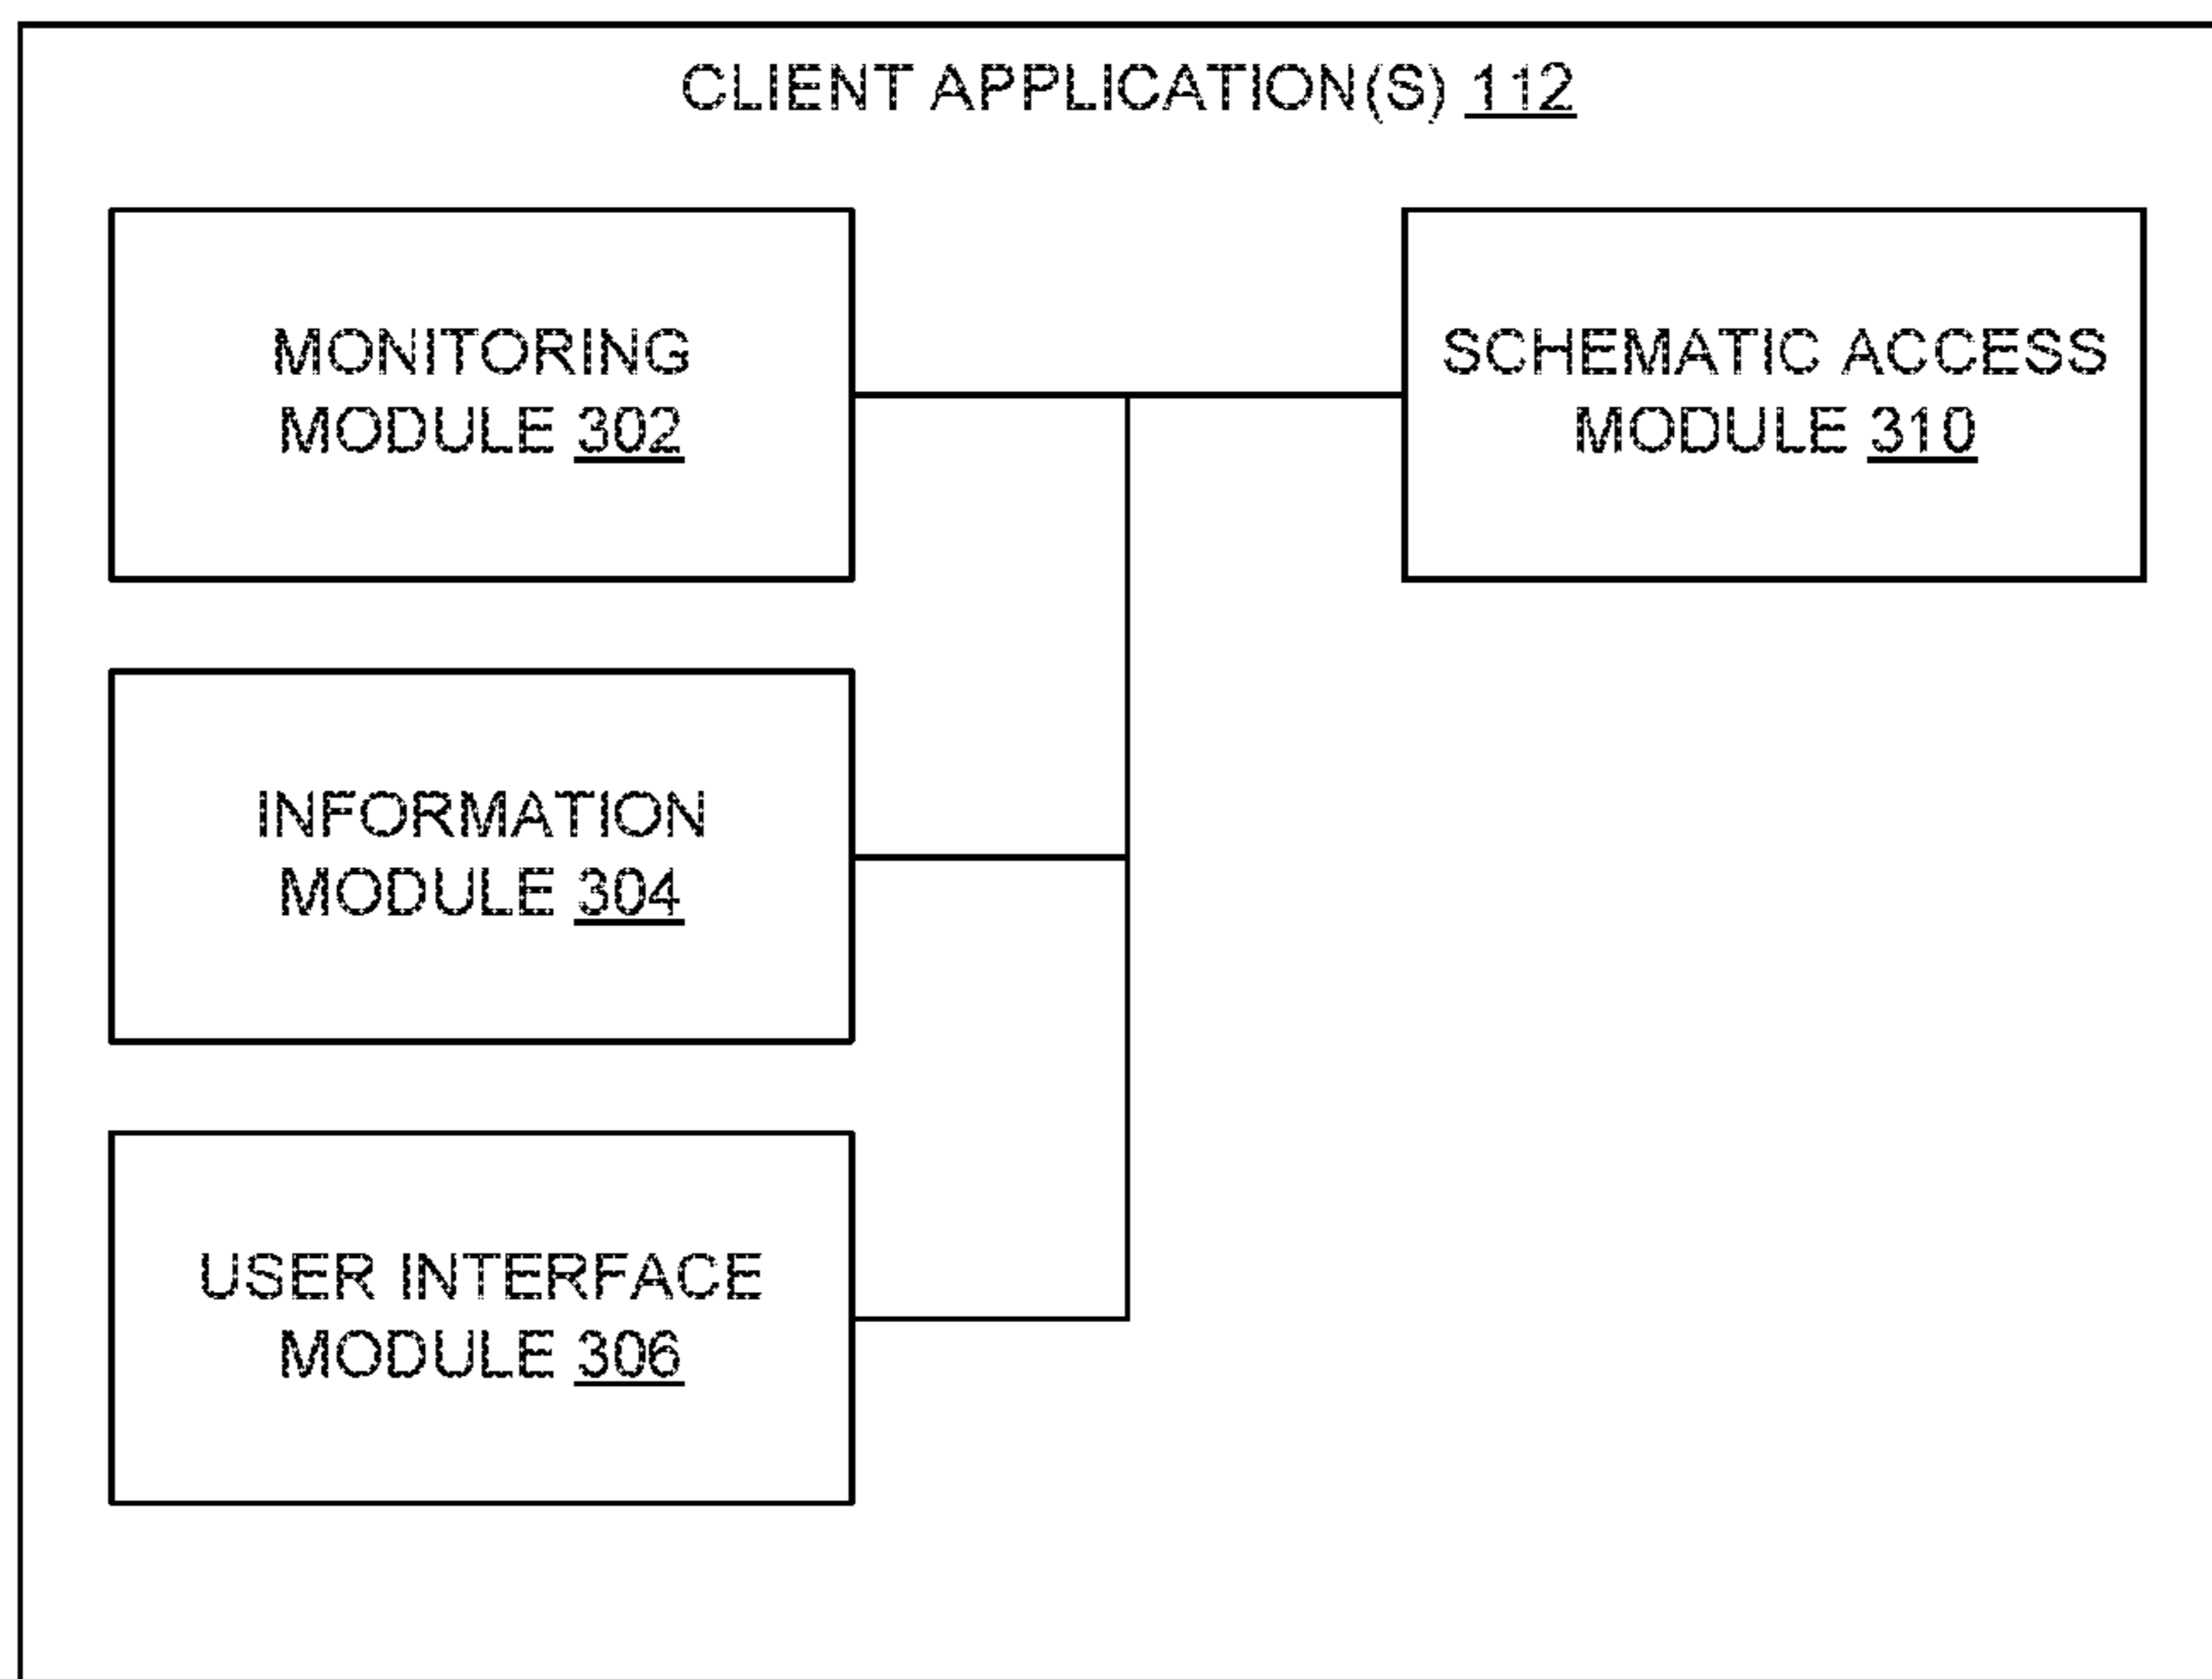 CLIENT APPLICATION(S) 112
MONITORING
MODULE 302
SCHEMATIC ACCESS
MODULE 310
INFORMATION
MODULE 304
USER INTERFACE
MODULE 306